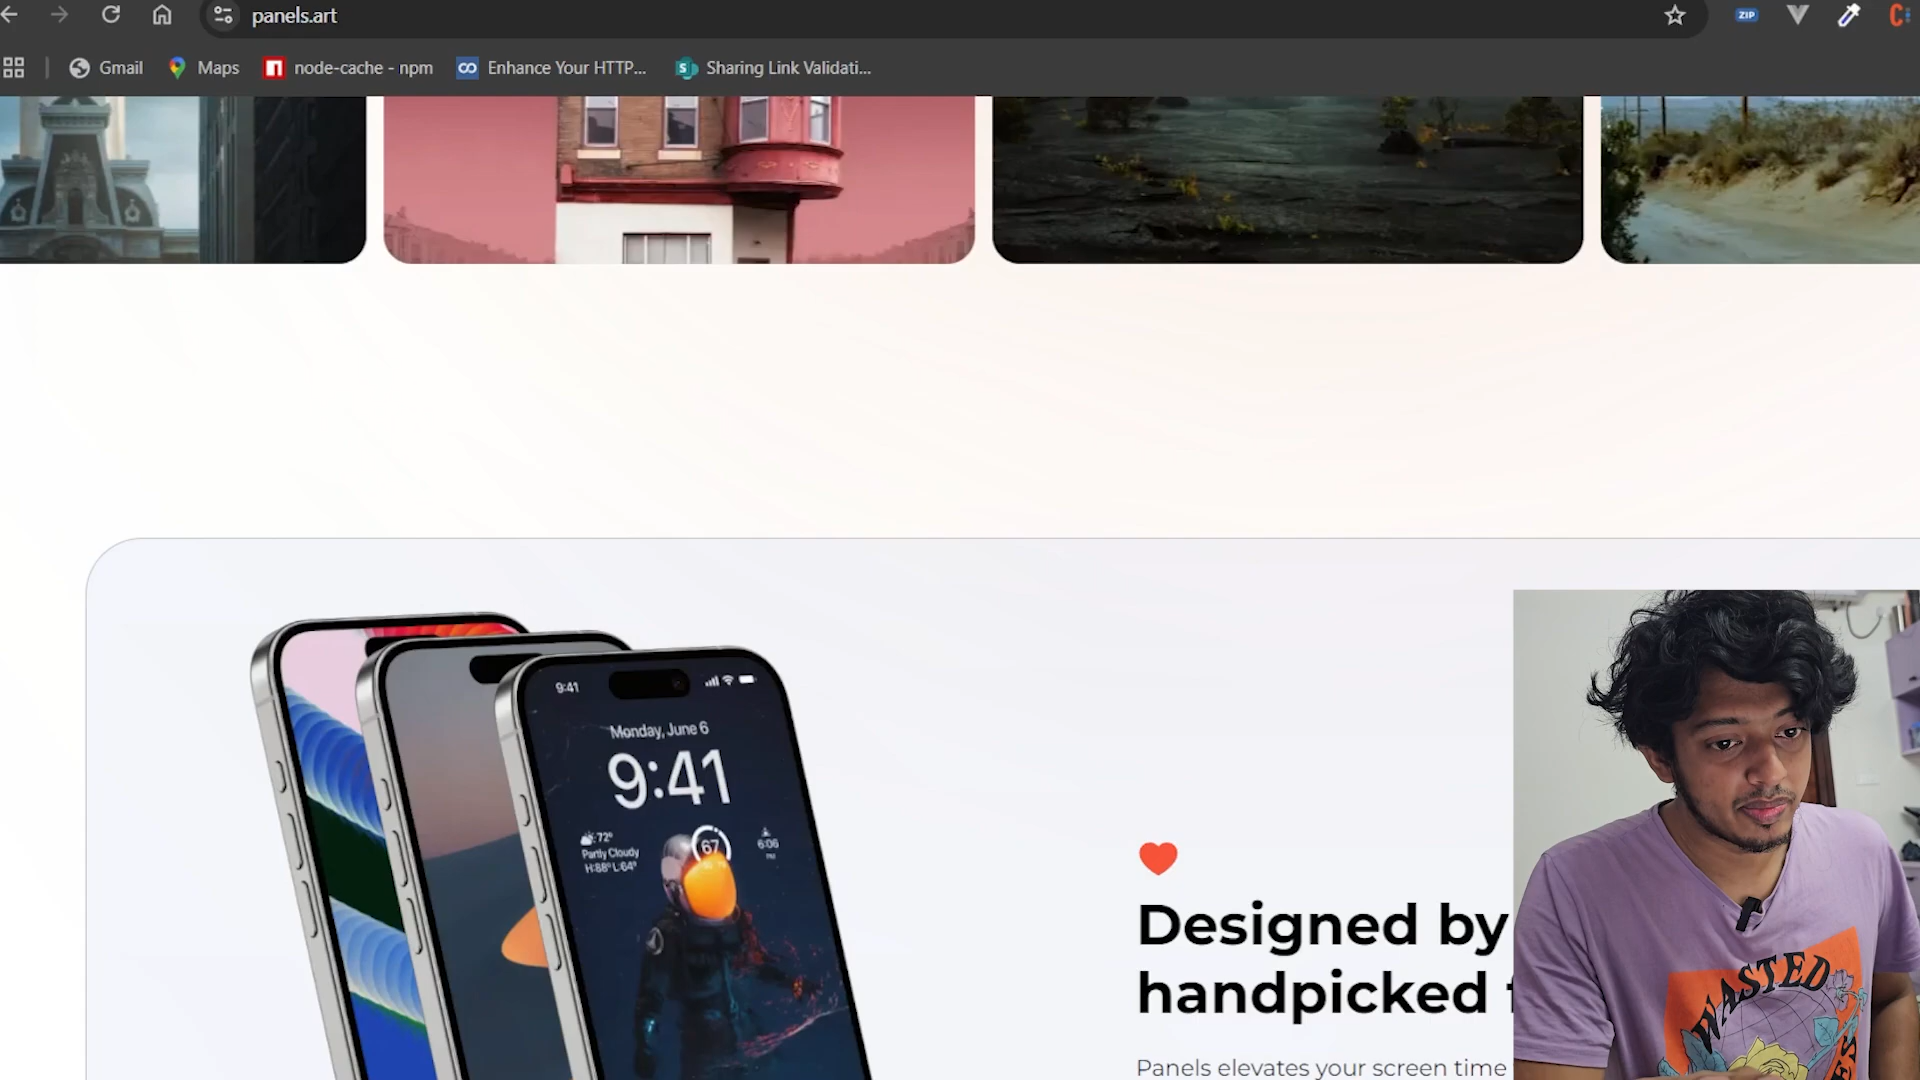 panels.art
ZIP
Gmail
Maps
node-cache - npm
Enhance Your HTTP...
Sharing Link Validati...
9:41
Monday, June 6
9:41
72°
Partly Cloudy
H:88° L:64°
67
6:06
PM
Designed by
handpicked f
Panels elevates your screen time
WASTED